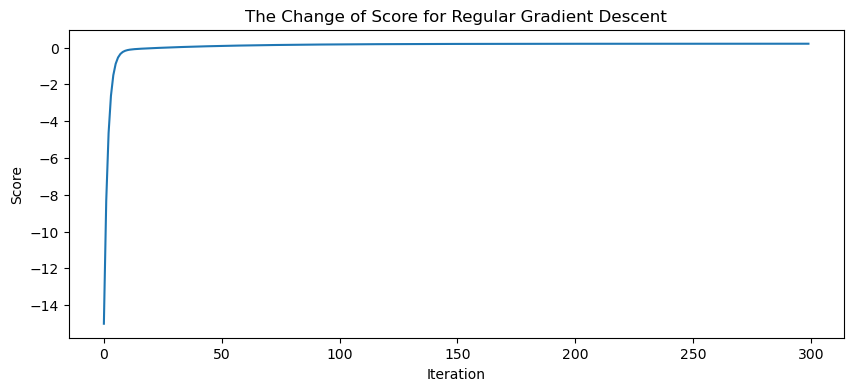 The Change of Score for Regular Gradient Descent
0
−2
−4
−6
−8
−10
−12
−14
Score
0 50 100 150 200 250 300
Iteration